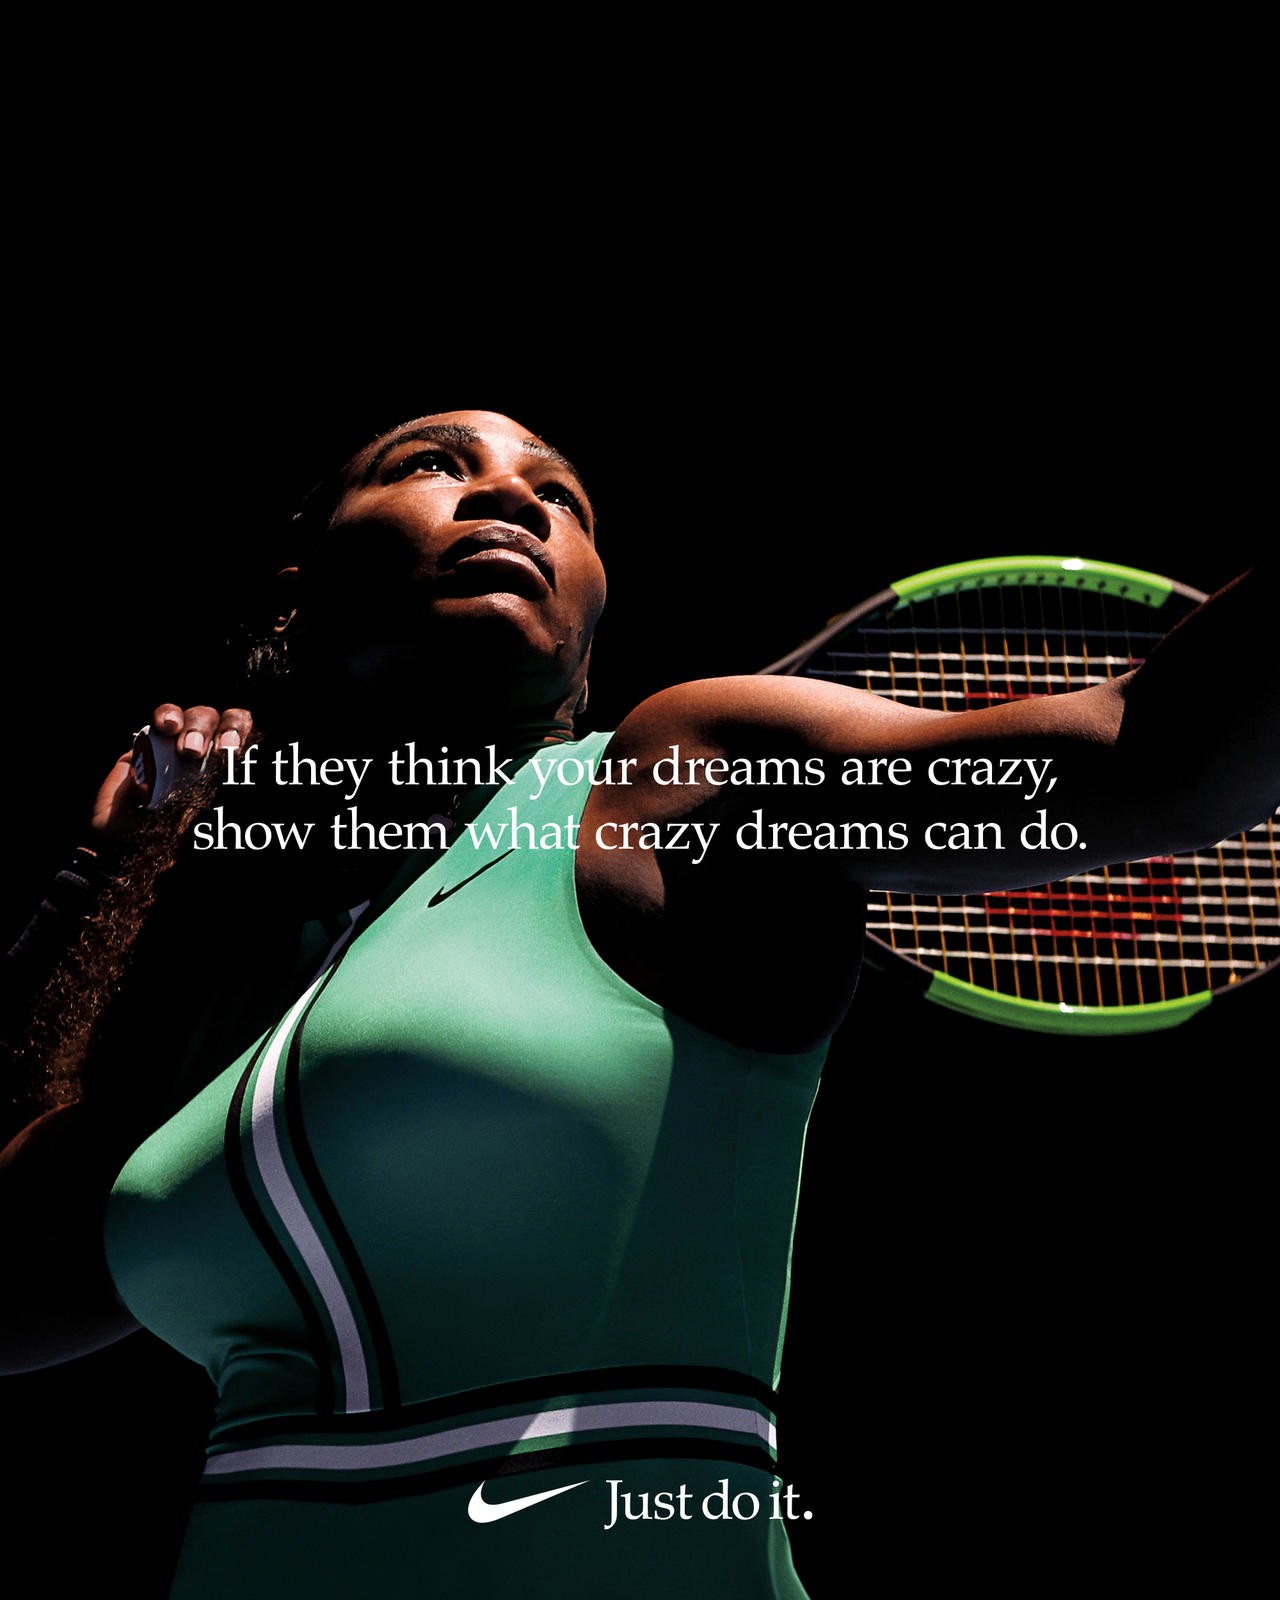 If they think your dreams are crazy,
show them what crazy dreams can do.
Just do it.